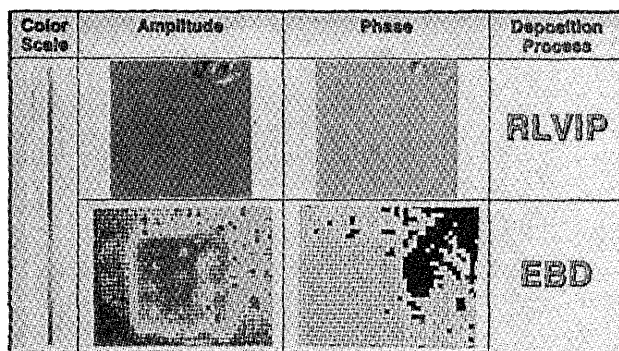 Color Scale
Amplitude
Phase
Deposition Process
RLVIP
EBD